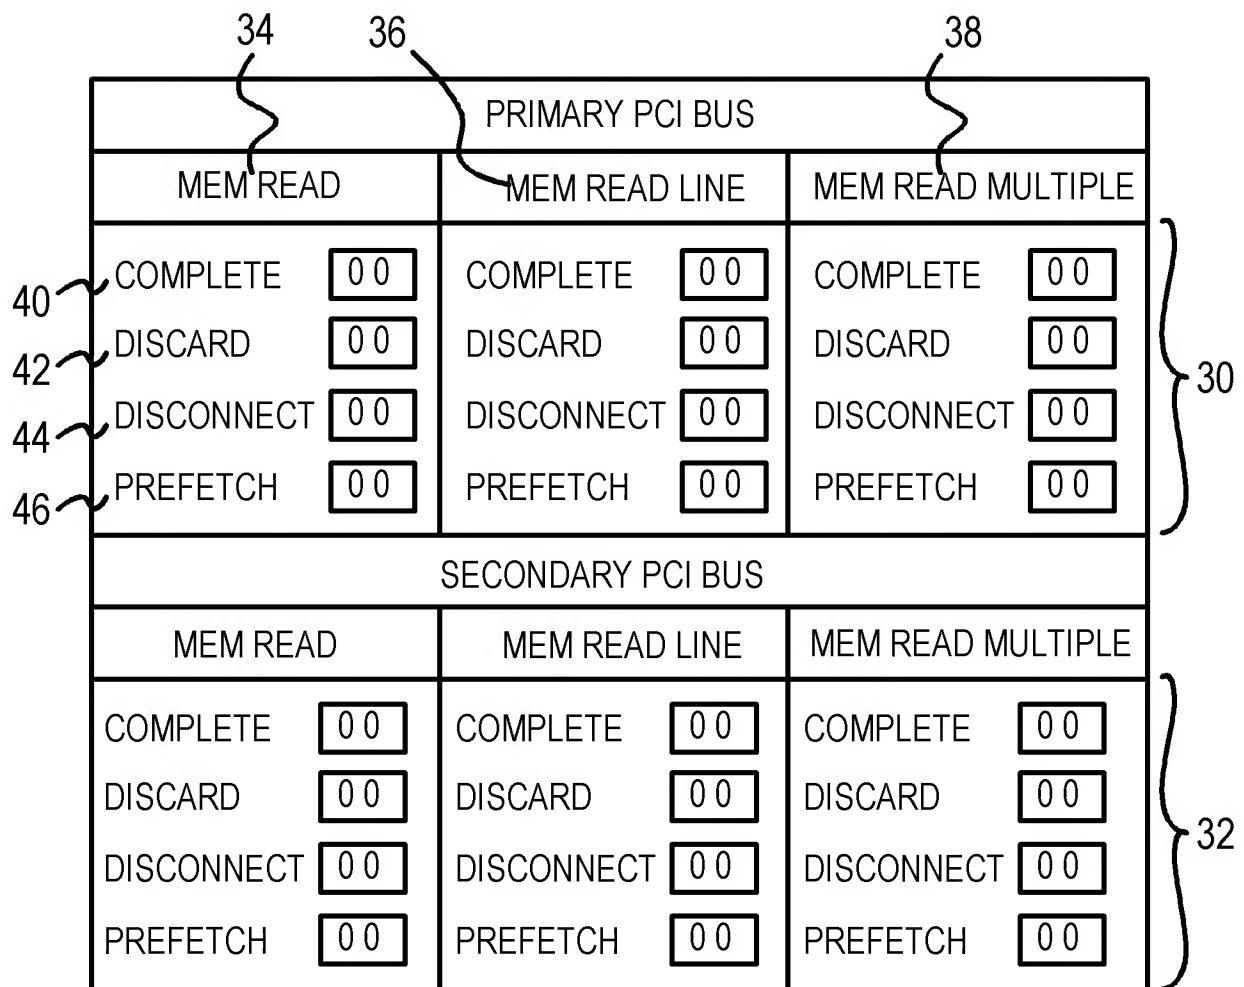 34 36 38
PRIMARY PCI BUS
MEM READ MEM READ LINE MEM READ MULTIPLE
40 COMPLETE 00 COMPLETE 00 COMPLETE 00
42 DISCARD 00 DISCARD 00 DISCARD 00
30
44 DISCONNECT 00 DISCONNECT 00 DISCONNECT 00
46 PREFETCH 00 PREFETCH 00 PREFETCH 00
SECONDARY PCI BUS
MEM READ MEM READ LINE MEM READ MULTIPLE
COMPLETE 00 COMPLETE 00 COMPLETE 00
DISCARD 00 DISCARD 00 DISCARD 00
32
DISCONNECT 00 DISCONNECT 00 DISCONNECT 00
PREFETCH 00 PREFETCH 00 PREFETCH 00